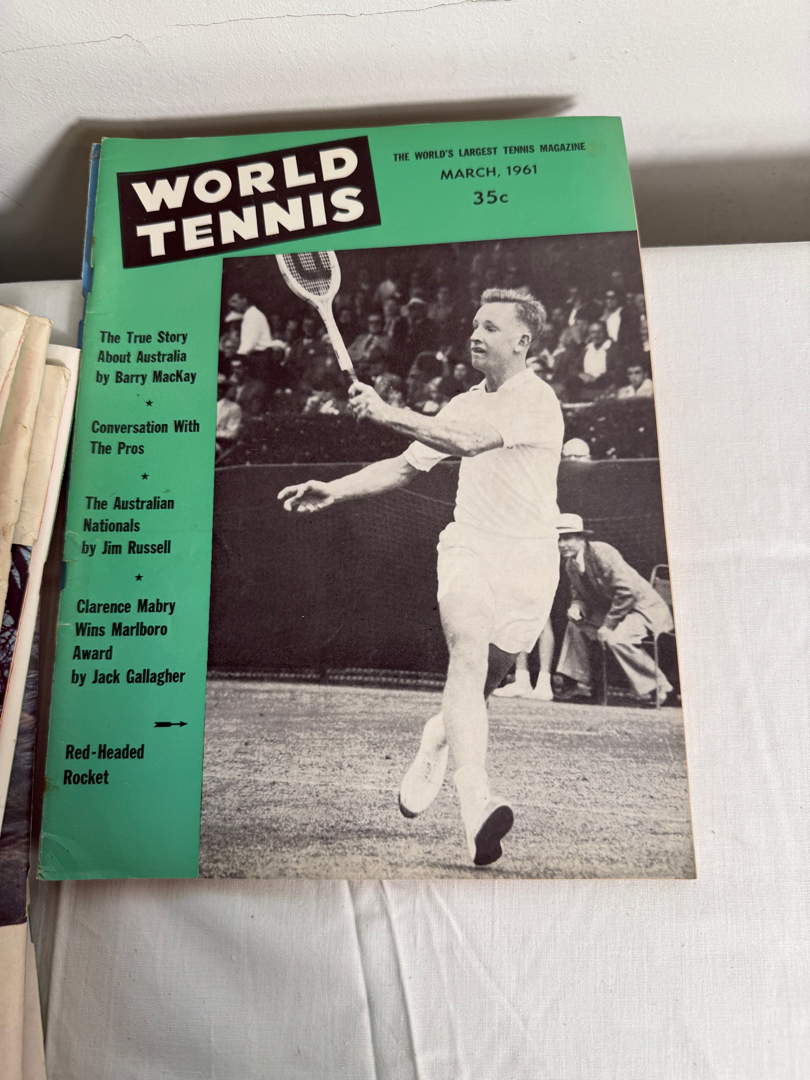 WORLD
TENNIS
THE WORLD'S LARGEST TENNIS MAGAZINE
MARCH, 1961
35c
The True Story
About Australia
by Barry MacKay
Conversation With
The Pros
The Australian
Nationals
by Jim Russell
Clarence Mabry
Wins Marlboro
Award
by Jack Gallagher
Red-Headed
Rocket